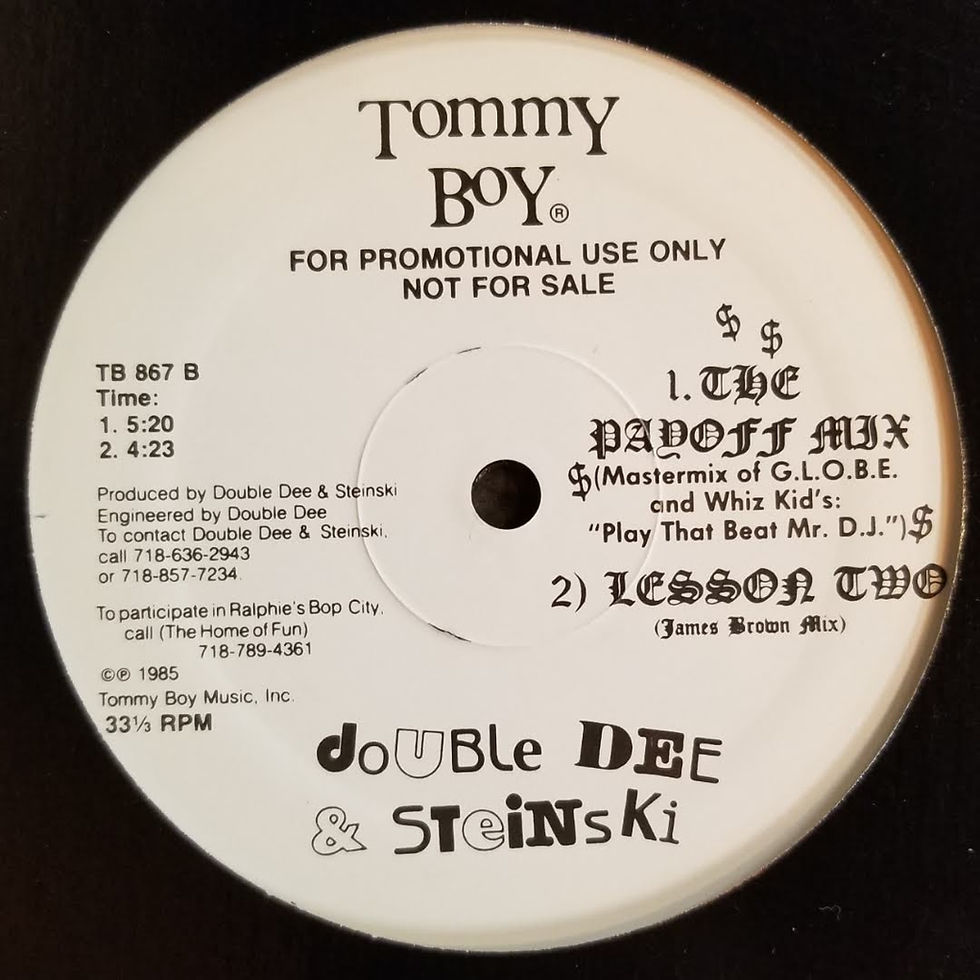 Tommy
Boy®
FOR PROMOTIONAL USE ONLY
NOT FOR SALE
TB 867 B
Time:
1. 5:20
2. 4:23
Produced by Double Dee & Steinski
Engineered by Double Dee
To contact Double Dee & Steinski,
call 718-636-2943
or 718-857-7234.
To participate in Ralphie's Bop City,
call (The Home of Fun)
718-789-4361
©℗ 1985
Tommy Boy Music, Inc.
33⅓ RPM
$ $
1. THE
PAYOFF MIX
$(Mastermix of G.L.O.B.E.
and Whiz Kid's:
"Play That Beat Mr. D.J.")$
2) LESSON TWO
(James Brown Mix)
doUBLe DEE
& STeiNsKi